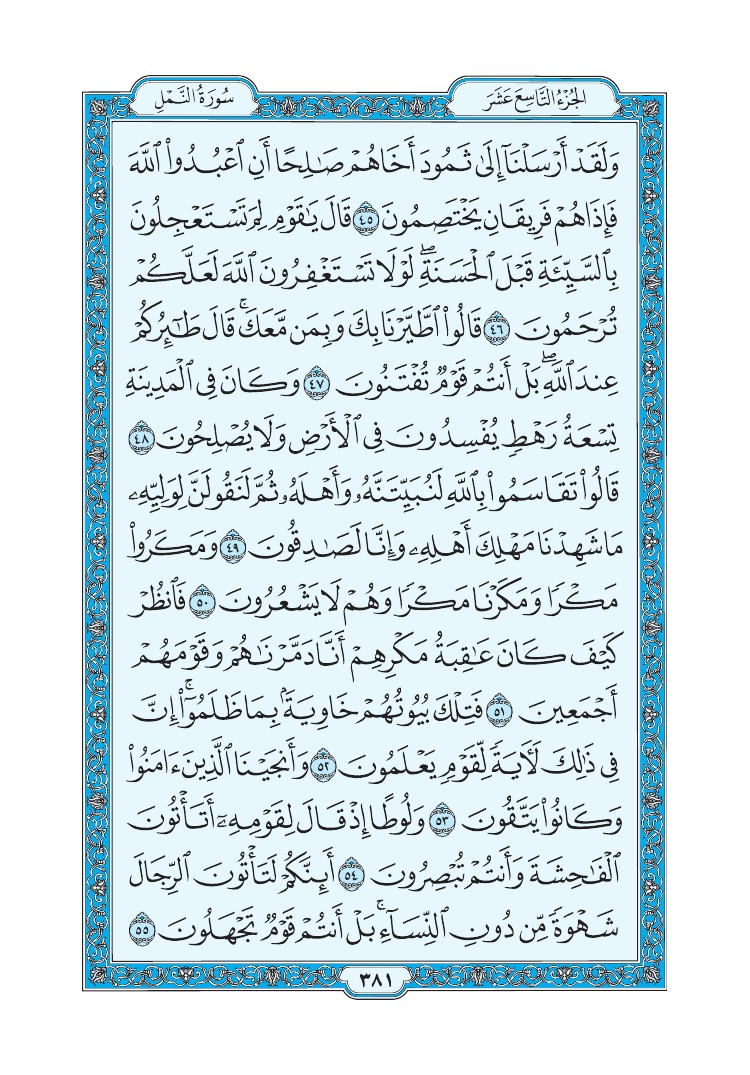 الجُزْءُ التَّاسِعَ عَشَرَ
سُورَةُ النَّمْلِ
وَلَقَدْ أَرْسَلْنَآ إِلَىٰ ثَمُودَ أَخَاهُمْ صَـٰلِحًا أَنِ ٱعْبُدُوا۟ ٱللَّهَ
فَإِذَا هُمْ فَرِيقَانِ يَخْتَصِمُونَ ٤٥ قَالَ يَـٰقَوْمِ لِمَ تَسْتَعْجِلُونَ
بِٱلسَّيِّئَةِ قَبْلَ ٱلْحَسَنَةِۖ لَوْلَا تَسْتَغْفِرُونَ ٱللَّهَ لَعَلَّكُمْ
تُرْحَمُونَ ٤٦ قَالُوا۟ ٱطَّيَّرْنَا بِكَ وَبِمَن مَّعَكَۚ قَالَ طَـٰٓئِرُكُمْ
عِندَ ٱللَّهِۖ بَلْ أَنتُمْ قَوْمٌ تُفْتَنُونَ ٤٧ وَكَانَ فِى ٱلْمَدِينَةِ
تِسْعَةُ رَهْطٍ يُفْسِدُونَ فِى ٱلْأَرْضِ وَلَا يُصْلِحُونَ ٤٨
قَالُوا۟ تَقَاسَمُوا۟ بِٱللَّهِ لَنُبَيِّتَنَّهُۥ وَأَهْلَهُۥ ثُمَّ لَنَقُولَنَّ لِوَلِيِّهِۦ
مَا شَهِدْنَا مَهْلِكَ أَهْلِهِۦ وَإِنَّا لَصَـٰدِقُونَ ٤٩ وَمَكَرُوا۟
مَكْرًا وَمَكَرْنَا مَكْرًا وَهُمْ لَا يَشْعُرُونَ ٥٠ فَٱنظُرْ
كَيْفَ كَانَ عَـٰقِبَةُ مَكْرِهِمْ أَنَّا دَمَّرْنَـٰهُمْ وَقَوْمَهُمْ
أَجْمَعِينَ ٥١ فَتِلْكَ بُيُوتُهُمْ خَاوِيَةًۢ بِمَا ظَلَمُوٓا۟ۚ إِنَّ
فِى ذَٰلِكَ لَـَٔايَةً لِّقَوْمٍ يَعْلَمُونَ ٥٢ وَأَنجَيْنَا ٱلَّذِينَ ءَامَنُوا۟
وَكَانُوا۟ يَتَّقُونَ ٥٣ وَلُوطًا إِذْ قَالَ لِقَوْمِهِۦٓ أَتَأْتُونَ
ٱلْفَـٰحِشَةَ وَأَنتُمْ تُبْصِرُونَ ٥٤ أَئِنَّكُمْ لَتَأْتُونَ ٱلرِّجَالَ
شَهْوَةً مِّن دُونِ ٱلنِّسَآءِۚ بَلْ أَنتُمْ قَوْمٌ تَجْهَلُونَ ٥٥
٣٨١